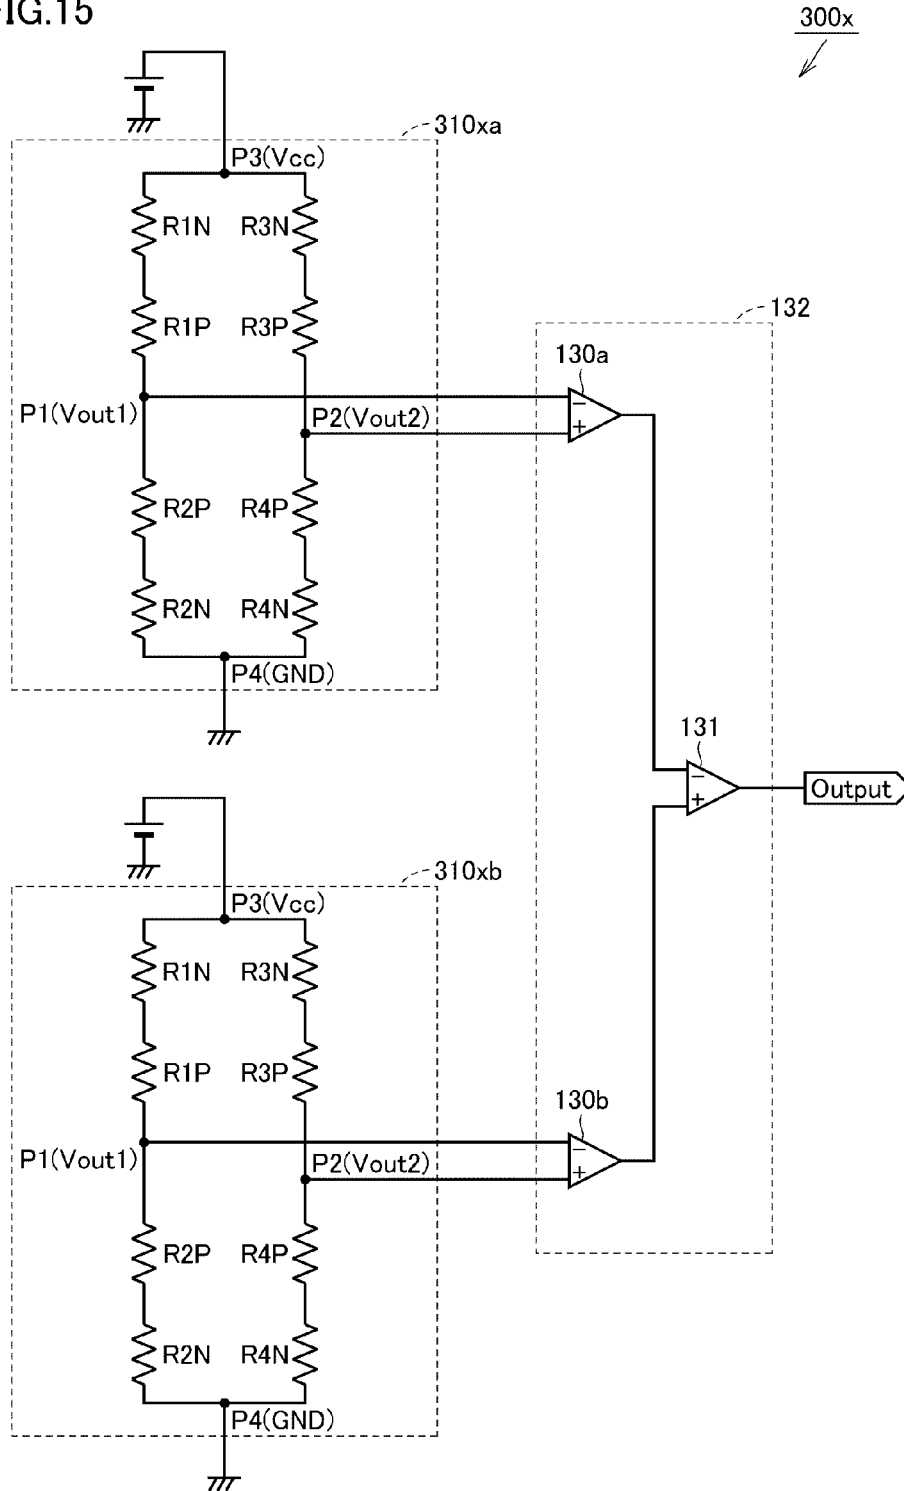 FIG.15
300x
310xa
P3(Vcc)
R1N R3N
R1P R3P
132
130a
P1(Vout1) P2(Vout2)
−
+
R2P R4P
R2N R4N
P4(GND)
131
−
+
Output
310xb
P3(Vcc)
R1N R3N
R1P R3P
130b
P1(Vout1) P2(Vout2)
−
+
R2P R4P
R2N R4N
P4(GND)